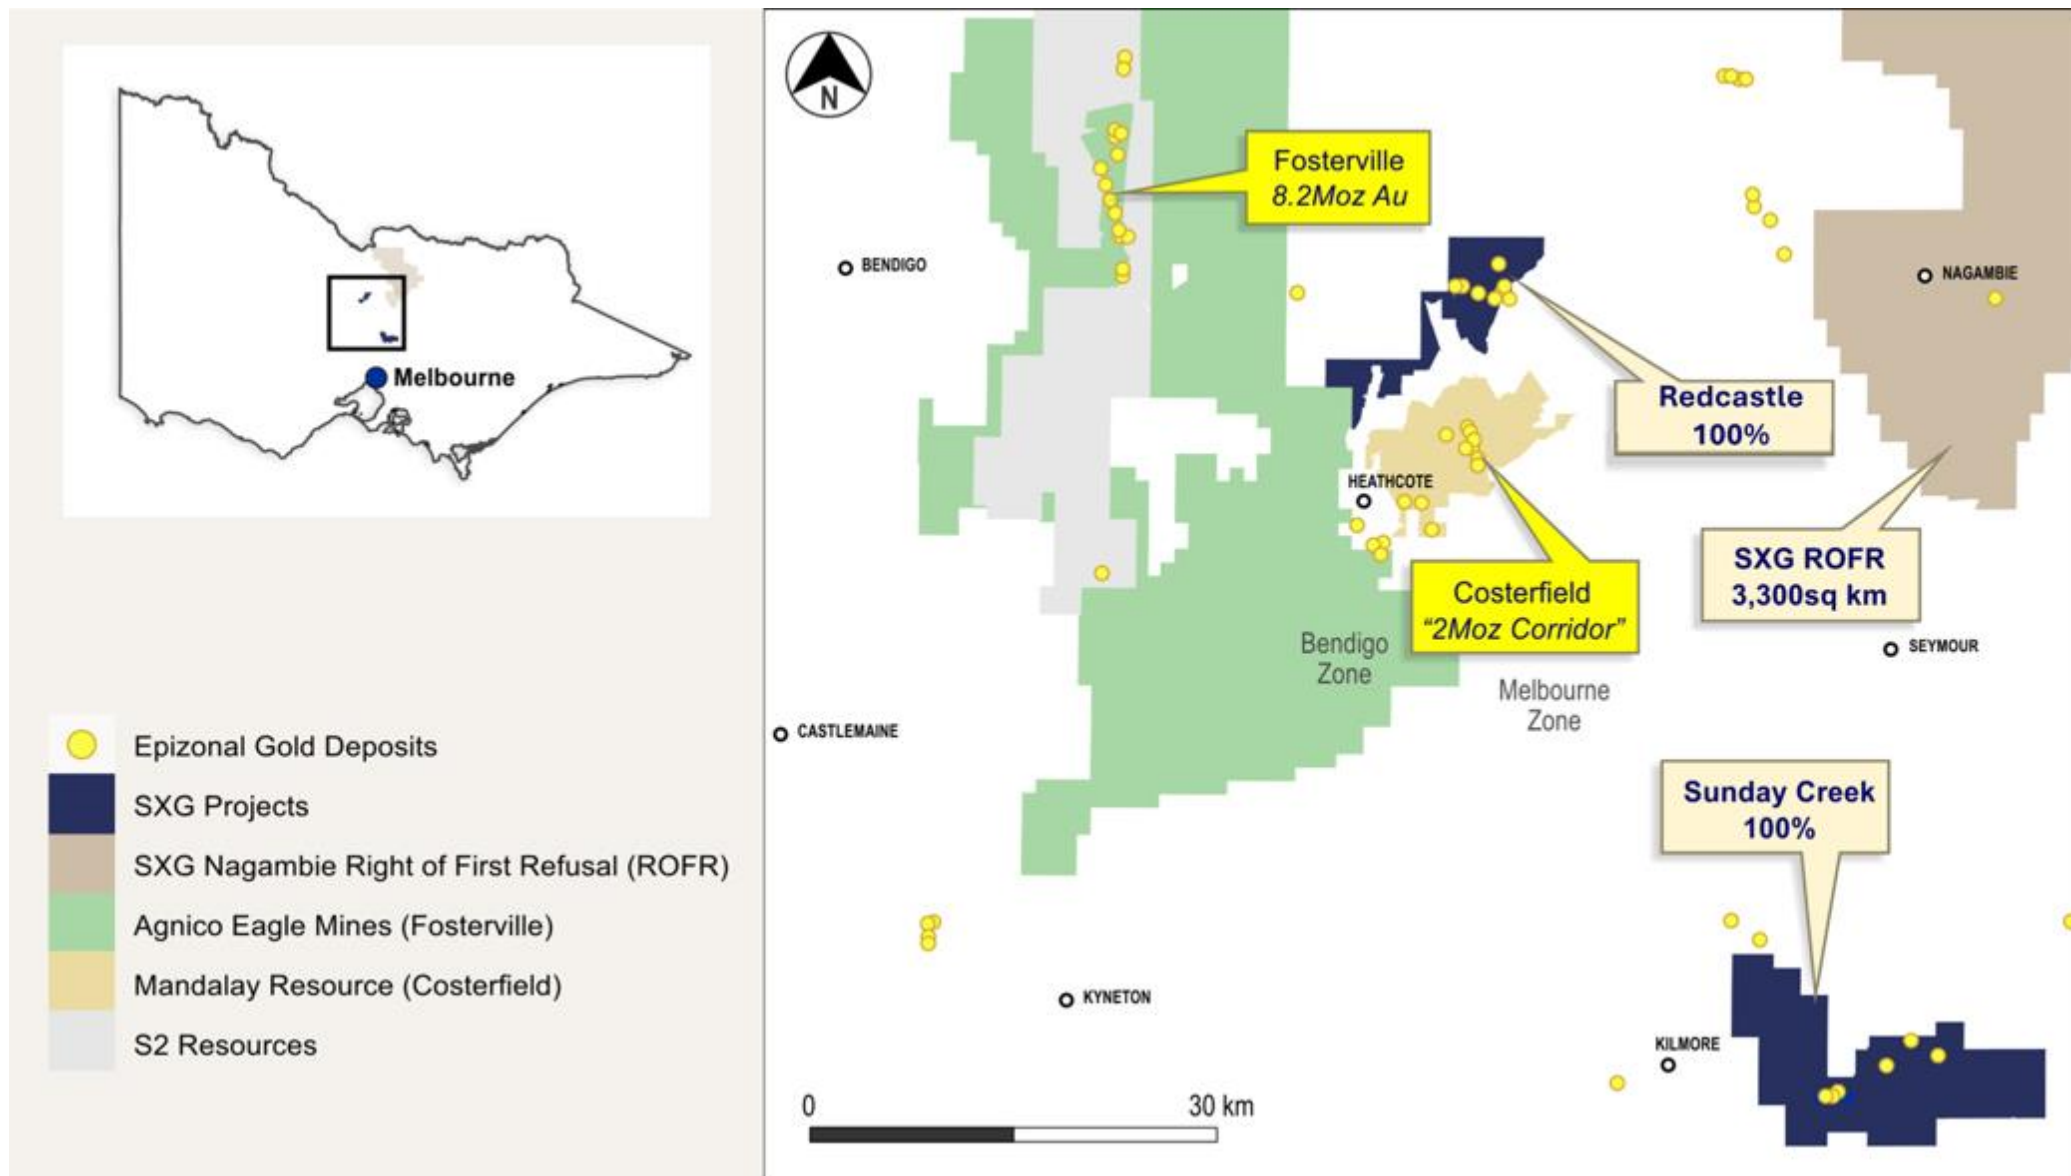 Melbourne
Epizonal Gold Deposits
SXG Projects
SXG Nagambie Right of First Refusal (ROFR)
Agnico Eagle Mines (Fosterville)
Mandalay Resource (Costerfield)
S2 Resources
N
Fosterville
8.2Moz Au
BENDIGO
NAGAMBIE
Redcastle
100%
HEATHCOTE
SXG ROFR
3,300sq km
Costerfield
“2Moz Corridor”
Bendigo
Zone
SEYMOUR
Melbourne
Zone
CASTLEMAINE
Sunday Creek
100%
KYNETON
KILMORE
0
30 km